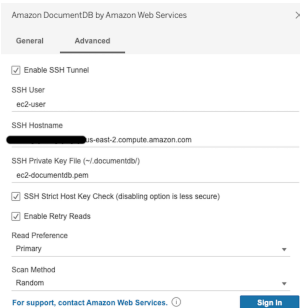 Amazon DocumentDB by Amazon Web Services
General Advanced
Enable SSH Tunnel
SSH User
ec2-user
SSH Hostname
us-east-2.compute.amazon.com
SSH Private Key File (~/.documentdb/)
ec2-documentdb.pem
SSH Strict Host Key Check (disabling option is less secure)
Enable Retry Reads
Read Preference
Primary
Scan Method
Random
For support, contact Amazon Web Services. Sign In